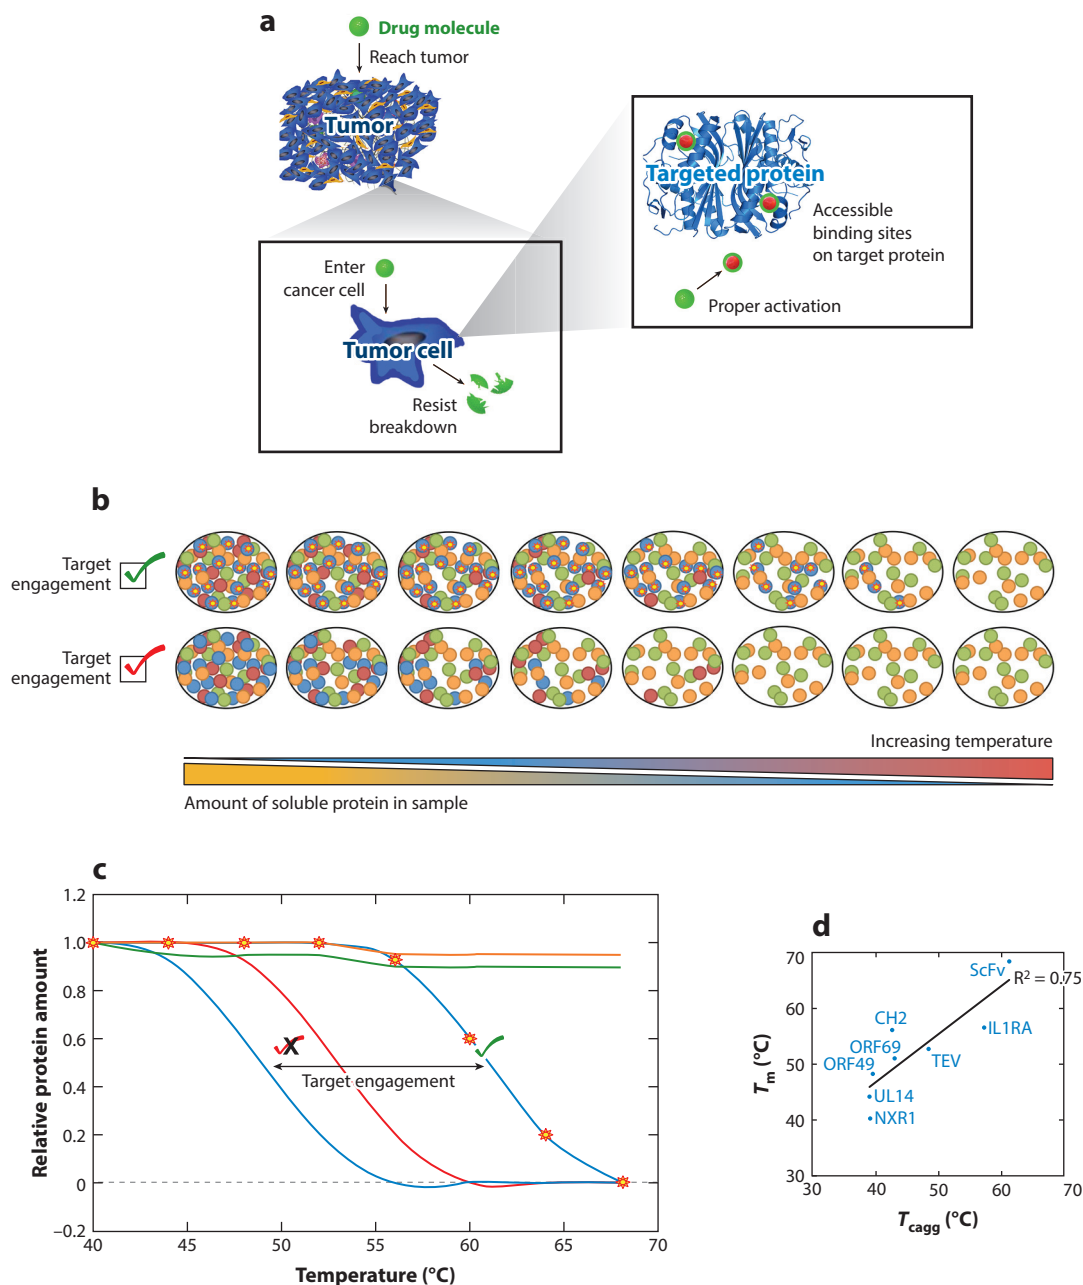 a
Drug molecule
Reach tumor
Tumor
Enter
cancer cell
Tumor cell
Resist
breakdown
Targeted protein
Accessible
binding sites
on target protein
Proper activation
b
Target
engagement
Target
engagement
Increasing temperature
Amount of soluble protein in sample
c
Relative protein amount
1.2
1.0
0.8
0.6
0.4
0.2
0
–0.2
X
Target engagement
40
45
50
55
60
65
70
Temperature (°C)
d
Tm (°C)
70
60
50
40
30
ScFv
R² = 0.75
CH2
IL1RA
ORF69
TEV
ORF49
UL14
NXR1
30
40
50
60
70
Tcagg (°C)